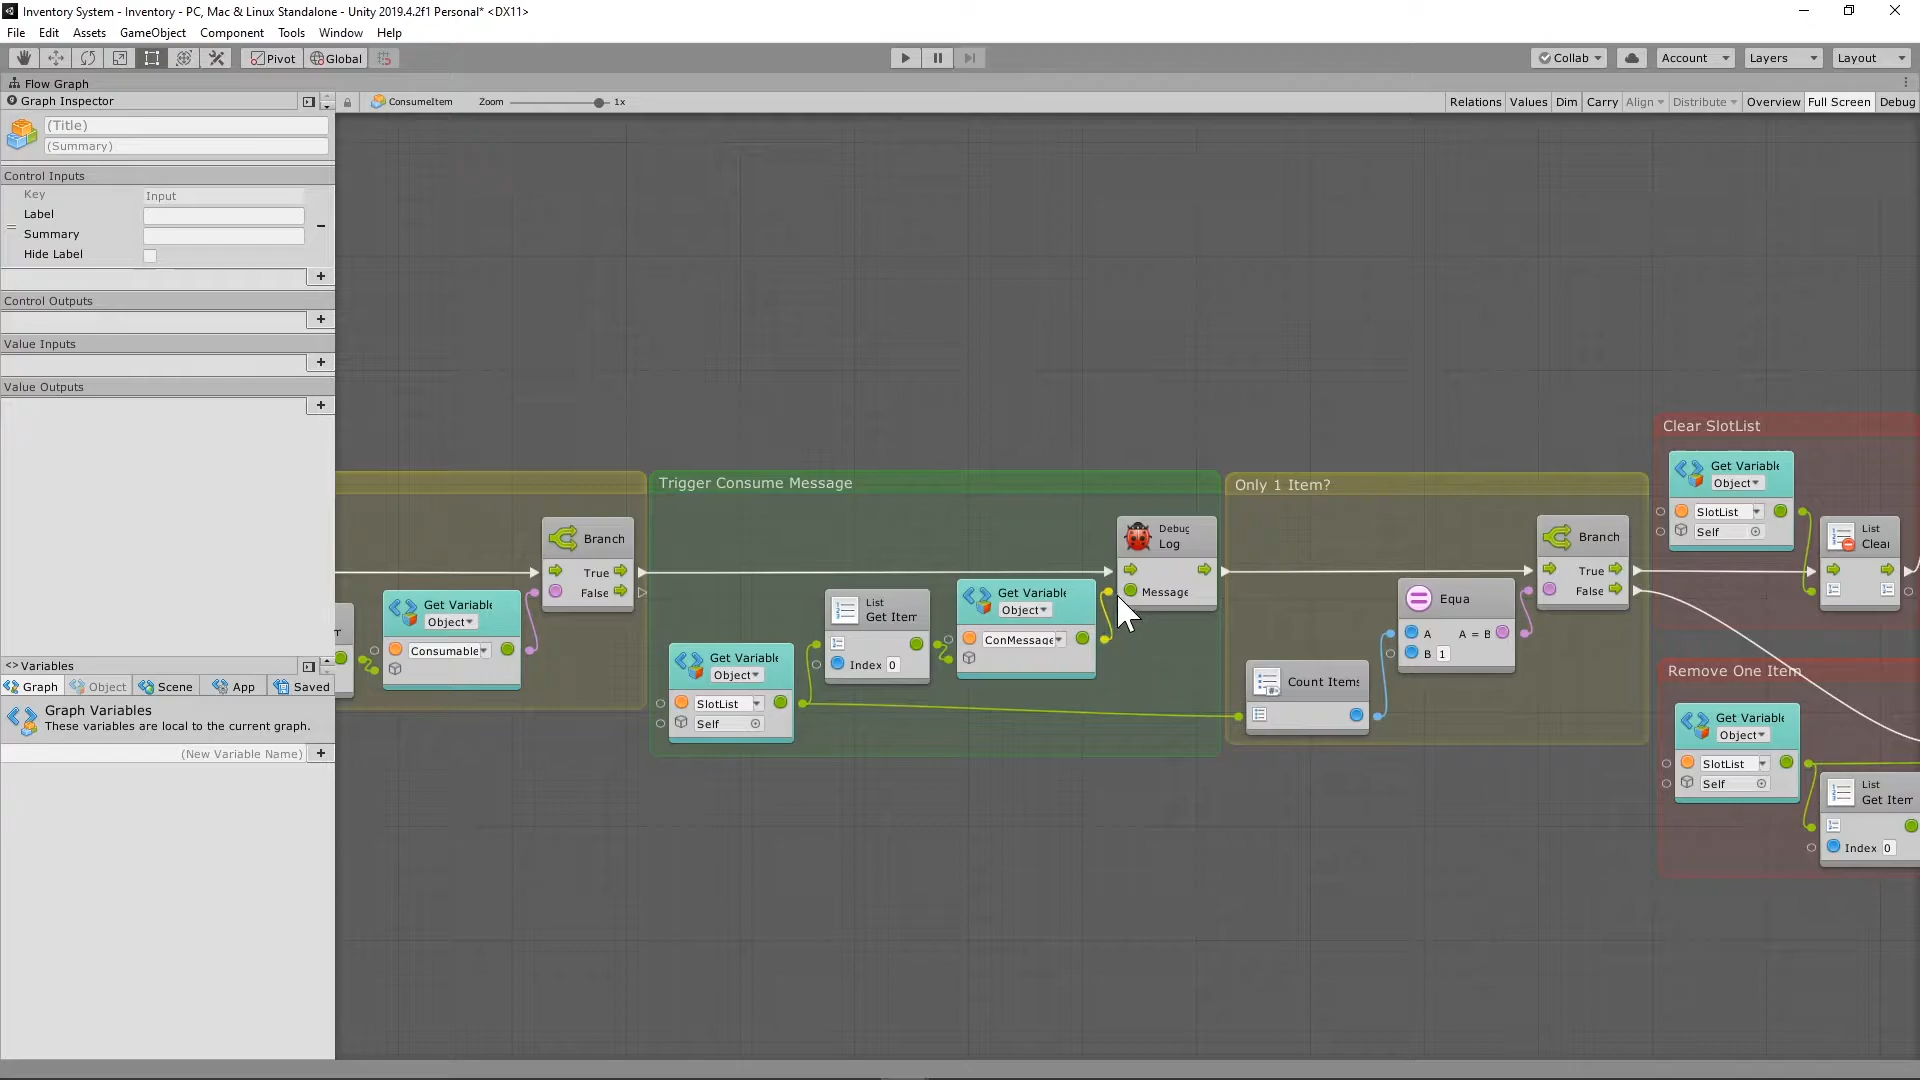 Inventory System - Inventory - PC, Mac & Linux Standalone - Unity 2019.4.2f1 Personal* <DX11>
File Edit Assets GameObject Component Tools Window Help
Pivot Global Collab Account Layers Layout
Flow Graph
Graph Inspector ConsumeItem Zoom 1x Relations Values Dim Carry Align Distribute Overview Full Screen Debug
(Title)
(Summary)
Control Inputs
Key Input
Label
Summary
Hide Label
Control Outputs
Value Inputs
Value Outputs
<> Variables
Graph Object Scene App Saved
Graph Variables
These variables are local to the current graph.
(New Variable Name)
Get Variable
Object
Consumable
Branch
True
False
Trigger Consume Message
Get Variable
Object
SlotList
Self
List
Get Item
Index 0
Get Variable
Object
ConMessage
Debug
Log
Message
Only 1 Item?
Count Items
Equa
A A = B
B 1
Branch
True
False
Clear SlotList
Get Variable
Object
SlotList
Self
List
Clear
Remove One Item
Get Variable
Object
SlotList
Self
List
Get Item
Index 0